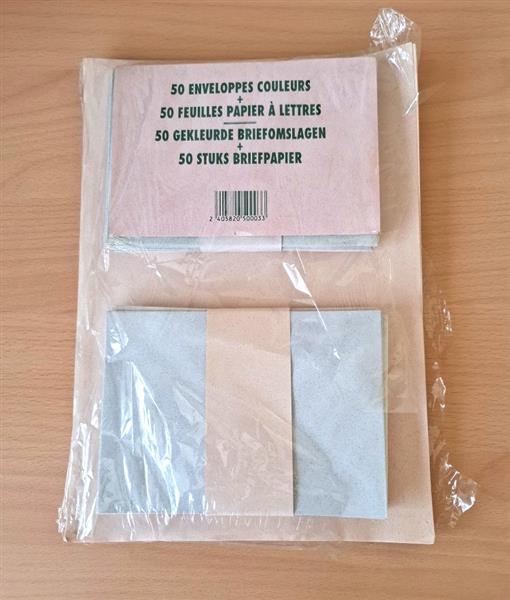 50 ENVELOPPES COULEURS
+
50 FEUILLES PAPIER À LETTRES
50 GEKLEURDE BRIEFOMSLAGEN
+
50 STUKS BRIEFPAPIER
2 405820 500033